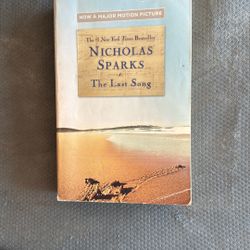 NOW A MAJOR MOTION PICTURE
The #1 New York Times Bestseller
NICHOLAS
SPARKS
The Last Song